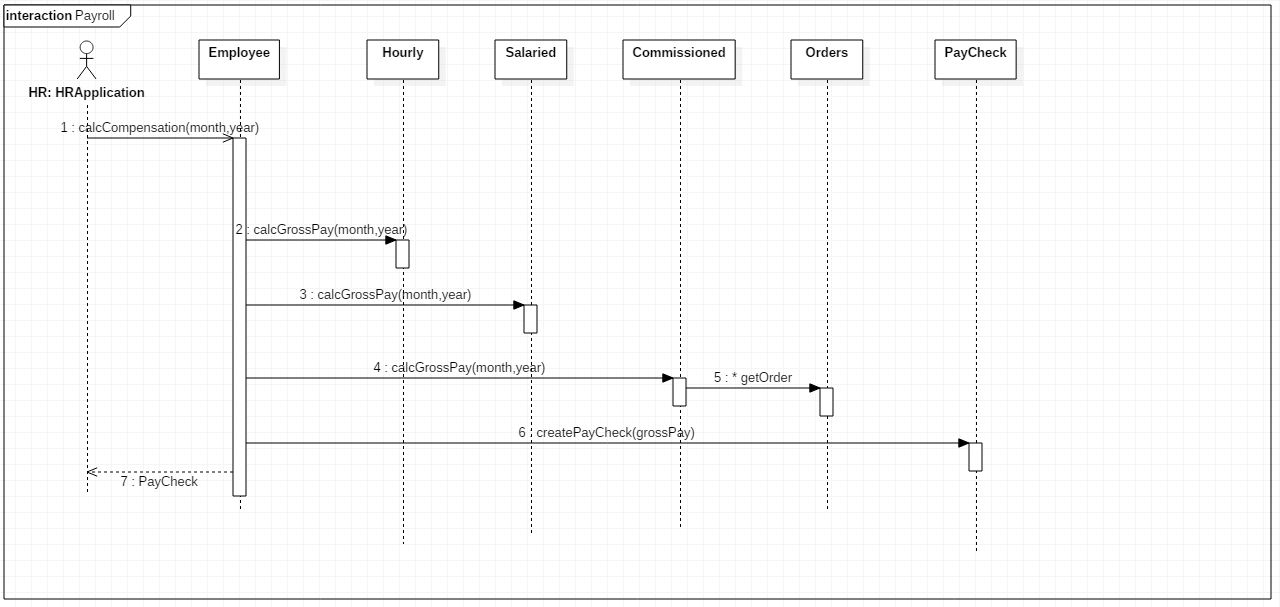 interaction Payroll
Employee
Hourly
Salaried
Commissioned
Orders
PayCheck
HR: HRApplication
1 : calcCompensation(month,year)
2 : calcGrossPay(month,year)
3 : calcGrossPay(month,year)
4 : calcGrossPay(month,year)
5 : * getOrder
6 : createPayCheck(grossPay)
7 : PayCheck